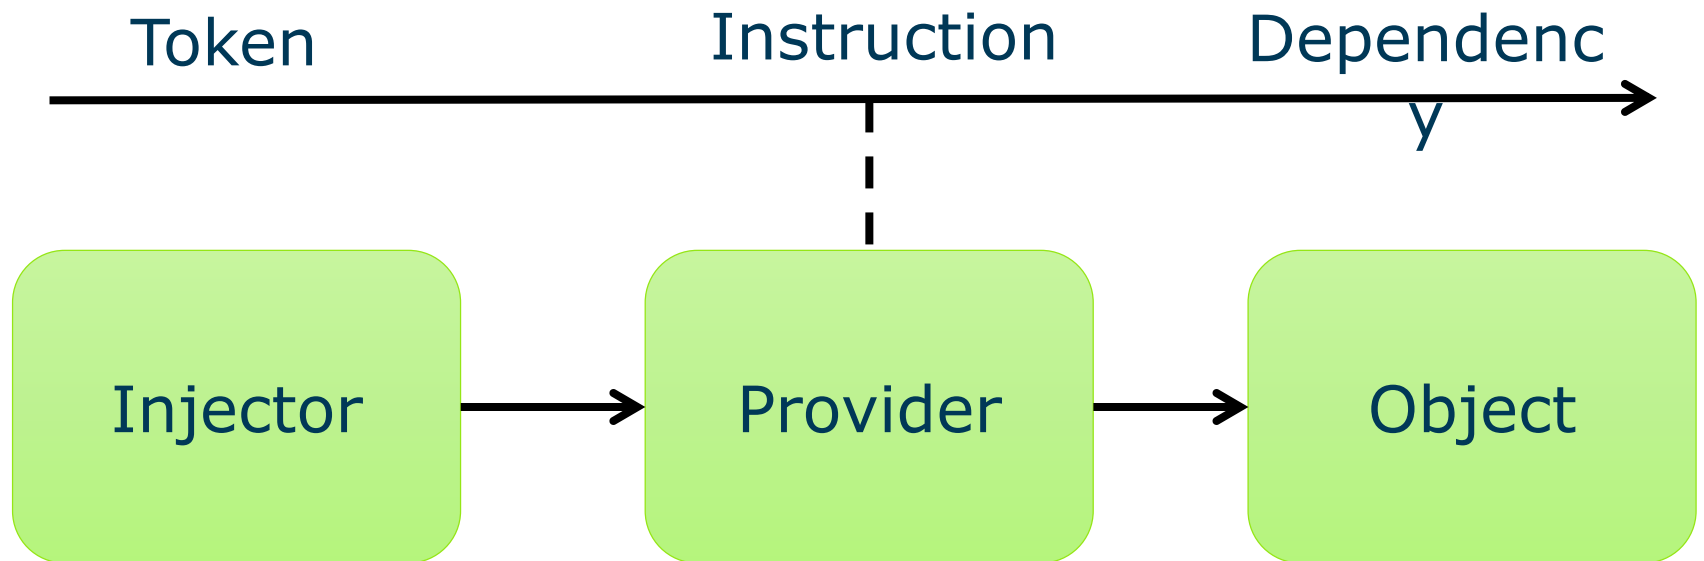 Token
Instruction
Dependenc
y
Injector
Provider
Object